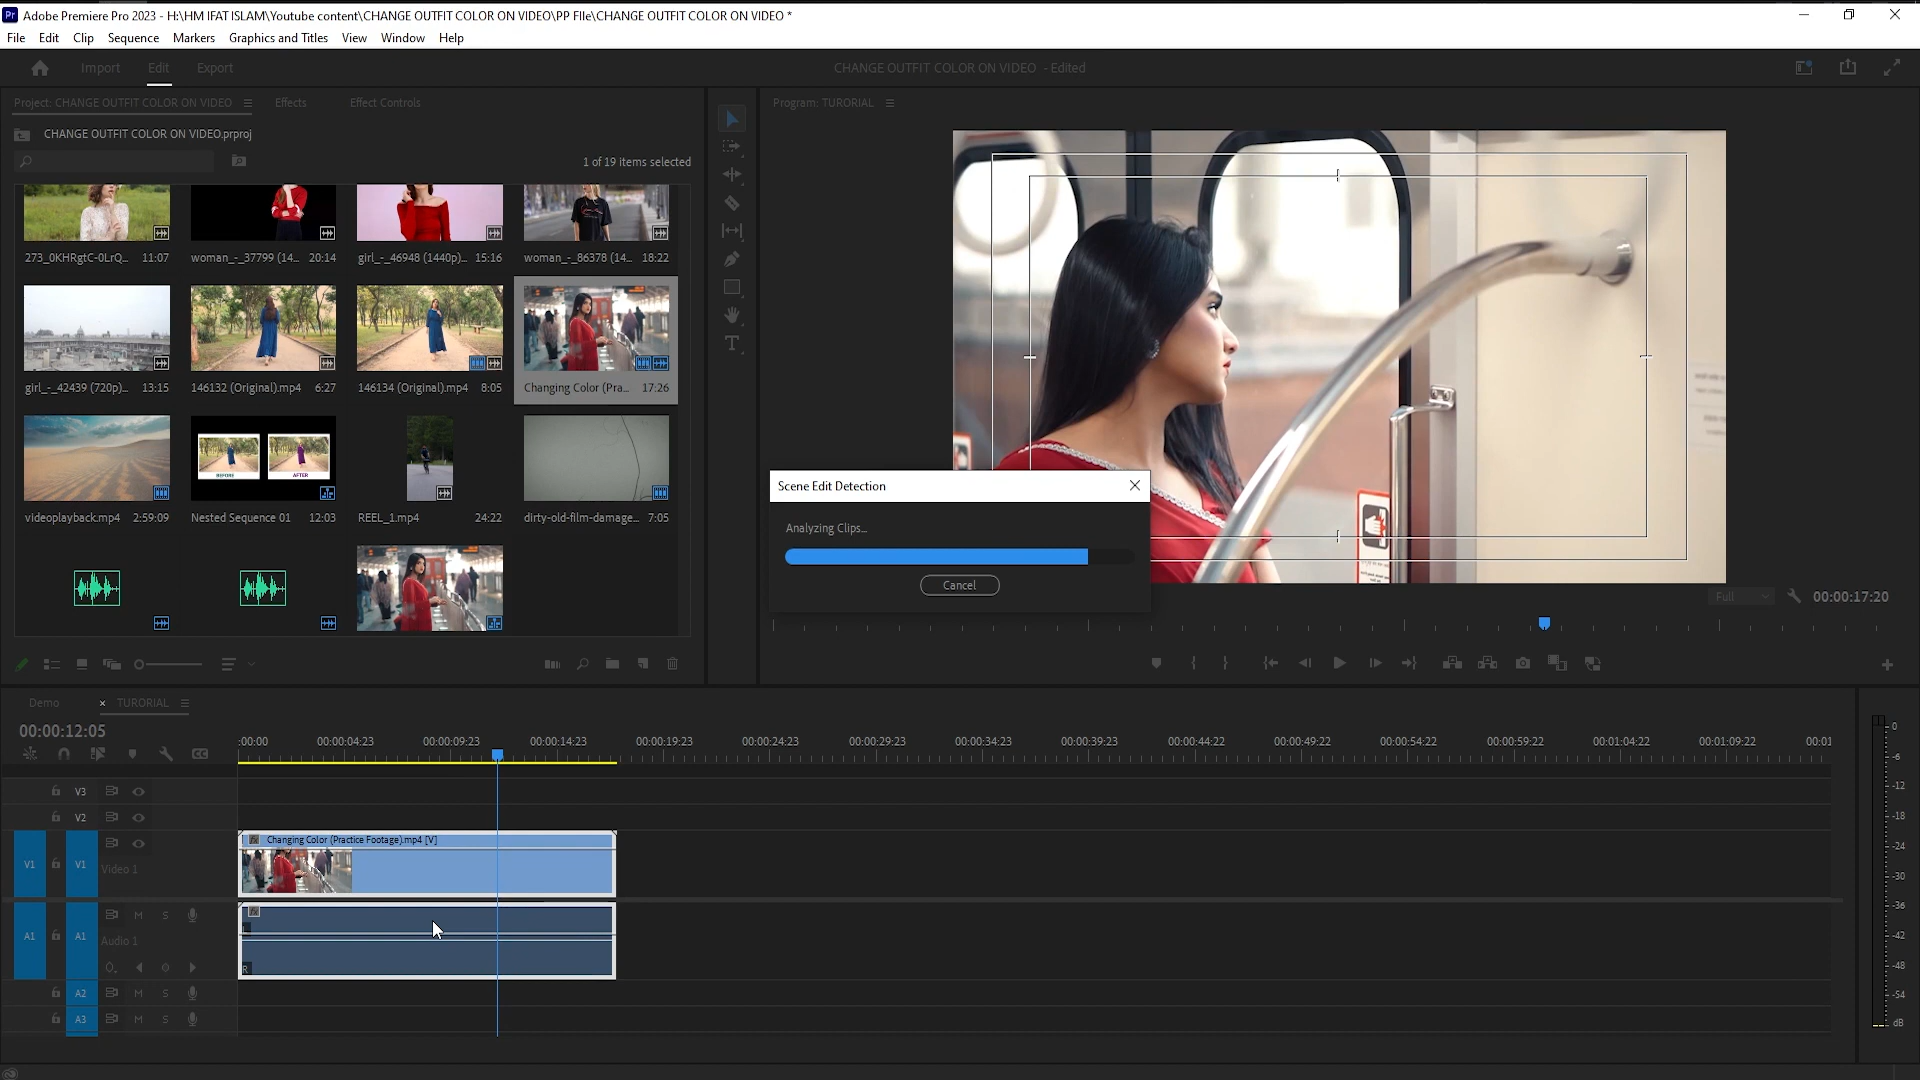 Adobe Premiere Pro 2023 - H:\HM IFAT ISLAM\Youtube content\CHANGE OUTFIT COLOR ON VIDEO\PP FIle\CHANGE OUTFIT COLOR ON VIDEO *
File Edit Clip Sequence Markers Graphics and Titles View Window Help
Import Edit Export
CHANGE OUTFIT COLOR ON VIDEO - Edited
Project: CHANGE OUTFIT COLOR ON VIDEO Effects Effect Controls
Program: TURORIAL
CHANGE OUTFIT COLOR ON VIDEO.prproj
1 of 19 items selected
273_0KHRgtC-0LrQ... 11:07
woman_-_37799 (14... 20:14
girl_-_46948 (1440p)... 15:16
woman_-_86378 (14... 18:22
girl_-_42439 (720p)... 13:15
146132 (Original).mp4 6:27
146134 (Original).mp4 8:05
Changing Color (Pra... 17:26
BEFORE AFTER
videoplayback.mp4 2:59:09
Nested Sequence 01 12:03
REEL_1.mp4 24:22
dirty-old-film-damage... 7:05
Scene Edit Detection
Analyzing Clips...
Cancel
Full
00:00:17:20
Demo × TURORIAL
00:00:12:05
:00:00 00:00:04:23 00:00:09:23 00:00:14:23 00:00:19:23 00:00:24:23 00:00:29:23 00:00:34:23 00:00:39:23 00:00:44:22 00:00:49:22 00:00:54:22 00:00:59:22 00:01:04:22 00:01:09:22 00:01
V3
V2
Changing Color (Practice Footage).mp4 [V]
V1 V1 Video 1
M S
A1 A1 Audio 1
L
R
A2 M S
A3 M S
0
-6
-12
-18
-24
-30
-36
-42
-48
-54
dB